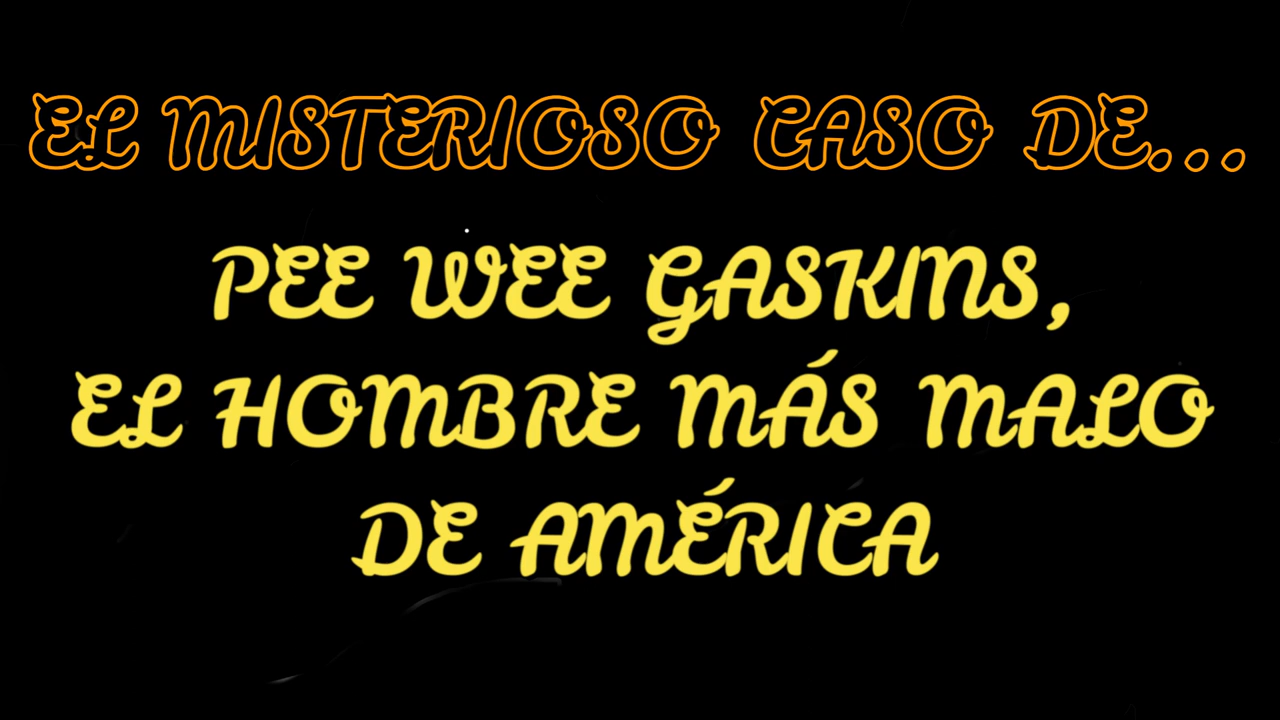 EL MISTERIOSO CASO DE...
PEE WEE GASKINS,
EL HOMBRE MÁS MALO
DE AMÉRICA